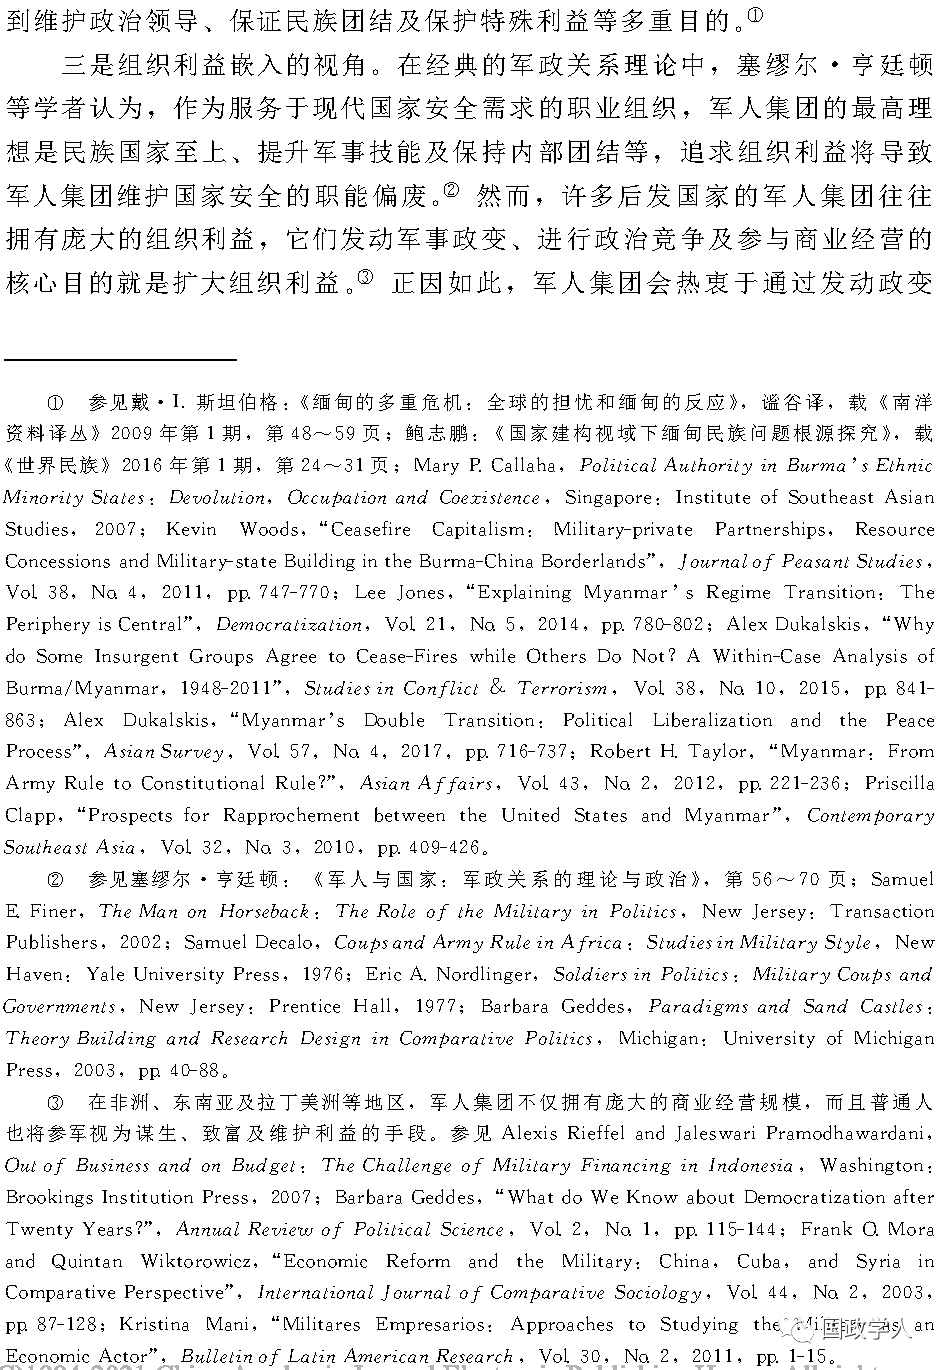 到维护政治领导、保证民族团结及保护特殊利益等多重目的。①
三是组织利益嵌入的视角。在经典的军政关系理论中，塞缪尔·亨廷顿
等学者认为，作为服务于现代国家安全需求的职业组织，军人集团的最高理
想是民族国家至上、提升军事技能及保持内部团结等，追求组织利益将导致
军人集团维护国家安全的职能偏废。② 然而，许多后发国家的军人集团往往
拥有庞大的组织利益，它们发动军事政变、进行政治竞争及参与商业经营的
核心目的就是扩大组织利益。③ 正因如此，军人集团会热衷于通过发动政变
① 参见戴·I. 斯坦伯格：《缅甸的多重危机：全球的担忧和缅甸的反应》，谧谷译，载《南洋
资料译丛》2009年第1期，第48～59页；鲍志鹏：《国家建构视域下缅甸民族问题根源探究》，载
《世界民族》2016年第1期，第24～31页；Mary P. Callaha，Political Authority in Burma's Ethnic
Minority States：Devolution，Occupation and Coexistence，Singapore：Institute of Southeast Asian
Studies，2007；Kevin Woods，“Ceasefire Capitalism：Military-private Partnerships，Resource
Concessions and Military-state Building in the Burma-China Borderlands”，Journal of Peasant Studies，
Vol. 38，No. 4，2011，pp. 747-770；Lee Jones，“Explaining Myanmar's Regime Transition：The
Periphery is Central”，Democratization，Vol. 21，No. 5，2014，pp. 780-802；Alex Dukalskis，“Why
do Some Insurgent Groups Agree to Cease-Fires while Others Do Not? A Within-Case Analysis of
Burma/Myanmar，1948-2011”，Studies in Conflict & Terrorism，Vol. 38，No. 10，2015，pp. 841-
863；Alex Dukalskis，“Myanmar's Double Transition：Political Liberalization and the Peace
Process”，Asian Survey，Vol. 57，No. 4，2017，pp. 716-737；Robert H. Taylor，“Myanmar：From
Army Rule to Constitutional Rule?”，Asian Affairs，Vol. 43，No. 2，2012，pp. 221-236；Priscilla
Clapp，“Prospects for Rapprochement between the United States and Myanmar”，Contemporary
Southeast Asia，Vol. 32，No. 3，2010，pp. 409-426。
② 参见塞缪尔·亨廷顿：《军人与国家：军政关系的理论与政治》，第56～70页；Samuel
E. Finer，The Man on Horseback：The Role of the Military in Politics，New Jersey：Transaction
Publishers，2002；Samuel Decalo，Coups and Army Rule in Africa：Studies in Military Style，New
Haven：Yale University Press，1976；Eric A. Nordlinger，Soldiers in Politics：Military Coups and
Governments，New Jersey：Prentice Hall，1977；Barbara Geddes，Paradigms and Sand Castles：
Theory Building and Research Design in Comparative Politics，Michigan：University of Michigan
Press，2003，pp. 40-88。
③ 在非洲、东南亚及拉丁美洲等地区，军人集团不仅拥有庞大的商业经营规模，而且普通人
也将参军视为谋生、致富及维护利益的手段。参见 Alexis Rieffel and Jaleswari Pramodhawardani，
Out of Business and on Budget：The Challenge of Military Financing in Indonesia，Washington：
Brookings Institution Press，2007；Barbara Geddes，“What do We Know about Democratization after
Twenty Years?”，Annual Review of Political Science，Vol. 2，No. 1，pp. 115-144；Frank O. Mora
and Quintan Wiktorowicz，“Economic Reform and the Military：China，Cuba，and Syria in
Comparative Perspective”，International Journal of Comparative Sociology，Vol. 44，No. 2，2003，
pp. 87-128；Kristina Mani，“Militares Empresarios：Approaches to Studying the Military as an
Economic Actor”，Bulletin of Latin American Research，Vol. 30，No. 2，2011，pp. 1-15。
国政学人